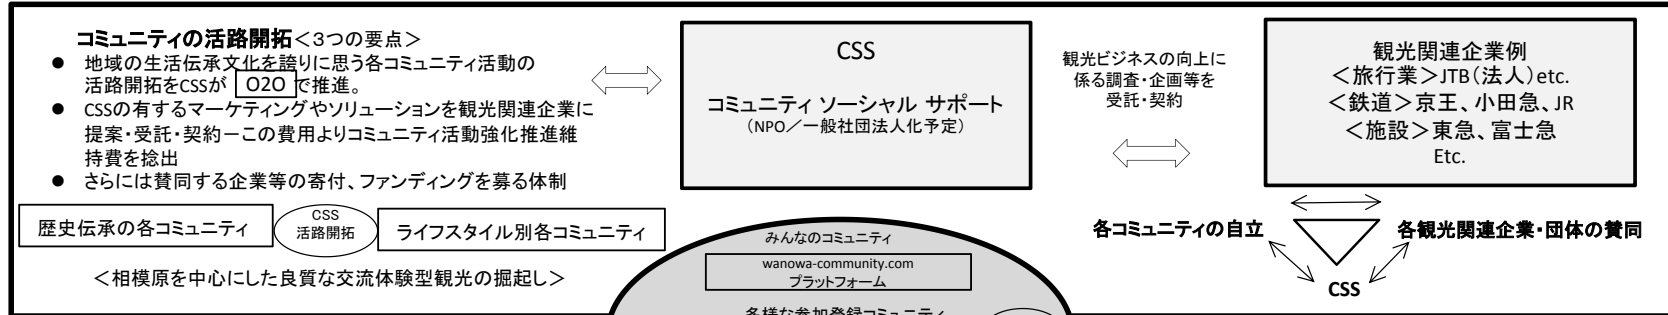 コミュニティの活路開拓＜3つの要点＞
● 地域の生活伝承文化を誇りに思う各コミュニティ活動の
活路開拓をCSSが O2O で推進。
● CSSの有するマーケティングやソリューションを観光関連企業に
提案・受託・契約－この費用よりコミュニティ活動強化推進維
持費を捻出
● さらには賛同する企業等の寄付、ファンディングを募る体制
歴史伝承の各コミュニティ
CSS
活路開拓
ライフスタイル別各コミュニティ
＜相模原を中心にした良質な交流体験型観光の掘起し＞
CSS
コミュニティ ソーシャル サポート
（NPO／一般社団法人化予定）
観光ビジネスの向上に
係る調査・企画等を
受託・契約
観光関連企業例
＜旅行業＞JTB（法人）etc.
＜鉄道＞京王、小田急、JR
＜施設＞東急、富士急
Etc.
各コミュニティの自立
各観光関連企業・団体の賛同
CSS
みんなのコミュニティ
wanowa-community.com
プラットフォーム
多様な参加登録コミュニティ